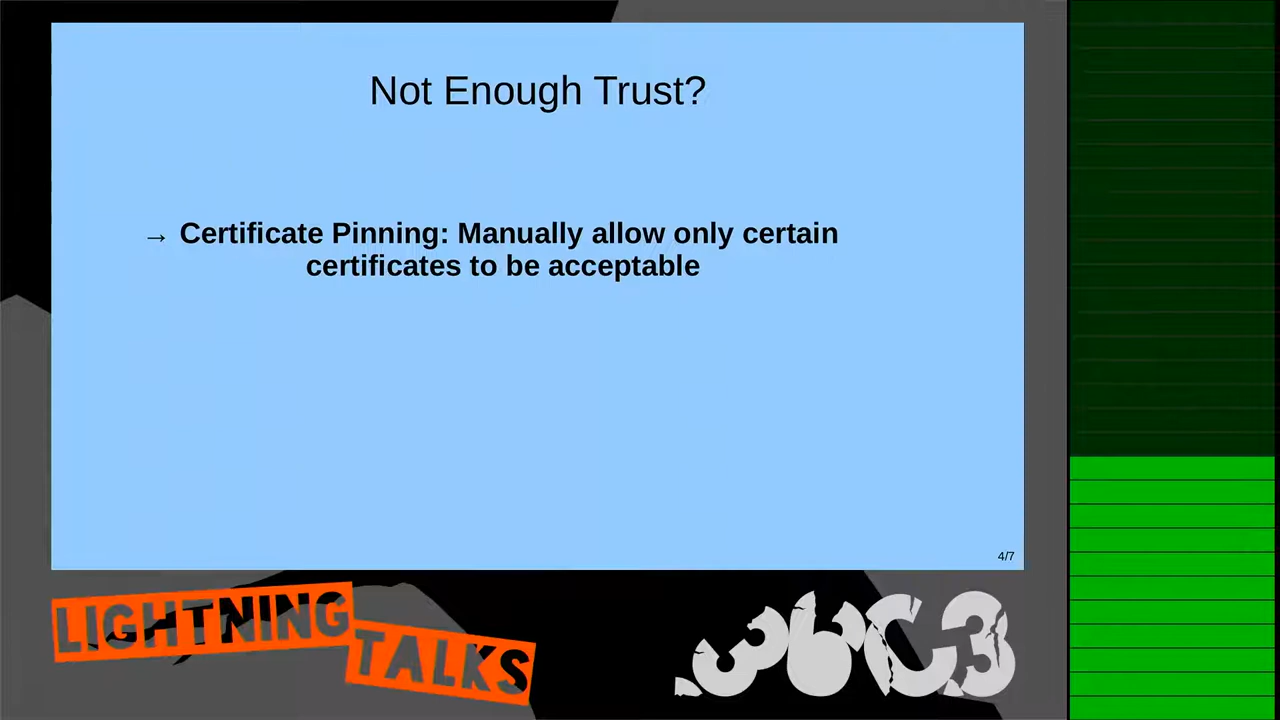 Not Enough Trust?
→ Certificate Pinning: Manually allow only certain
certificates to be acceptable
4/7
LIGHTNING
TALKS
36C3